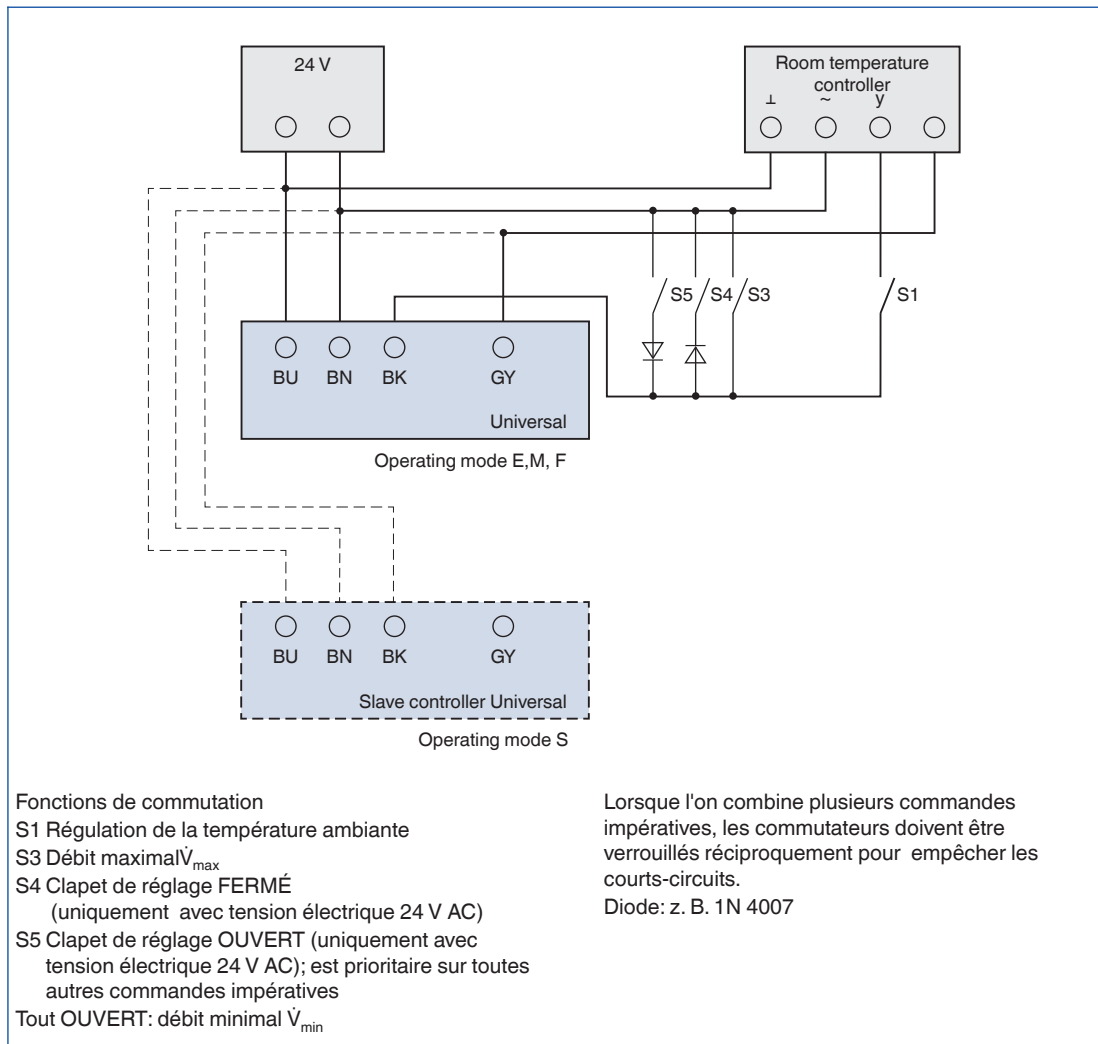 24 V
Room temperature
controller
⊥ ~ y
S5 S4 S3 S1
BU BN BK GY
Universal
Operating mode E,M, F
BU BN BK GY
Slave controller Universal
Operating mode S
Fonctions de commutation
S1 Régulation de la température ambiante
S3 Débit maximalV̇max
S4 Clapet de réglage FERMÉ
(uniquement avec tension électrique 24 V AC)
S5 Clapet de réglage OUVERT (uniquement avec
tension électrique 24 V AC); est prioritaire sur toutes
autres commandes impératives
Tout OUVERT: débit minimal V̇min
Lorsque l'on combine plusieurs commandes
impératives, les commutateurs doivent être
verrouillés réciproquement pour empêcher les
courts-circuits.
Diode: z. B. 1N 4007